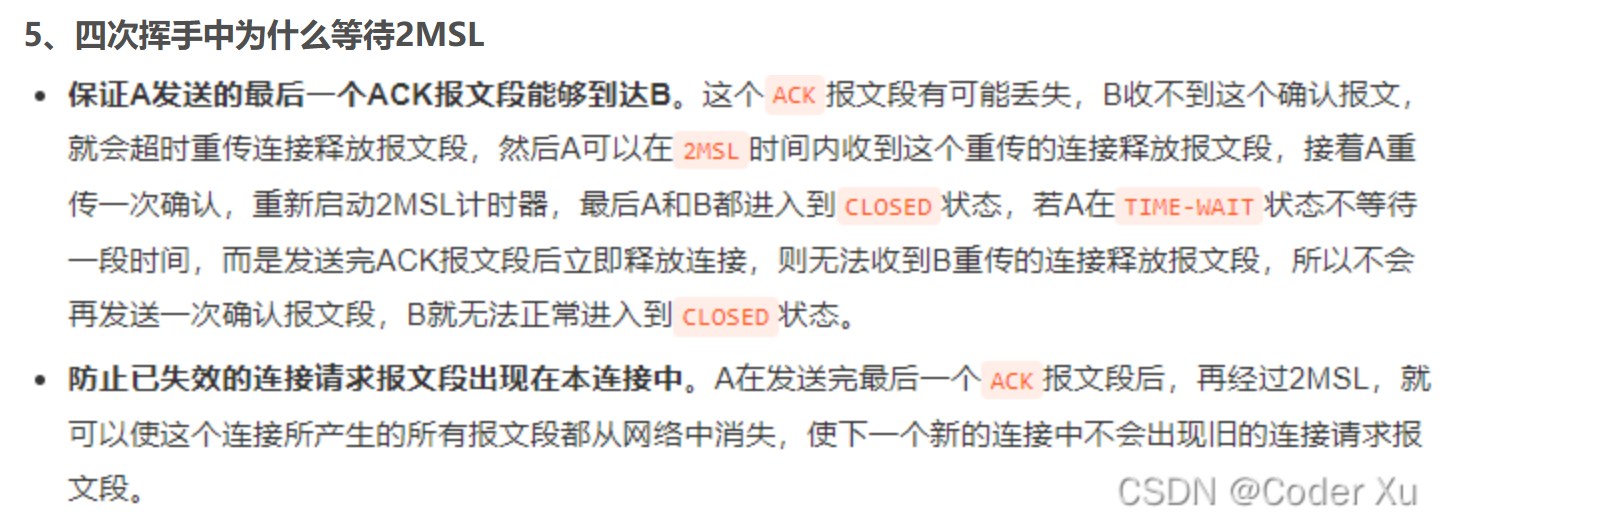 5、四次挥手中为什么等待2MSL
保证A发送的最后一个ACK报文段能够到达B。这个 ACK 报文段有可能丢失，B收不到这个确认报文，
就会超时重传连接释放报文段，然后A可以在 2MSL 时间内收到这个重传的连接释放报文段，接着A重
传一次确认，重新启动2MSL计时器，最后A和B都进入到 CLOSED 状态，若A在 TIME-WAIT 状态不等待
一段时间，而是发送完ACK报文段后立即释放连接，则无法收到B重传的连接释放报文段，所以不会
再发送一次确认报文段，B就无法正常进入到 CLOSED 状态。
防止已失效的连接请求报文段出现在本连接中。A在发送完最后一个 ACK 报文段后，再经过2MSL，就
可以使这个连接所产生的所有报文段都从网络中消失，使下一个新的连接中不会出现旧的连接请求报
文段。
CSDN @Coder Xu